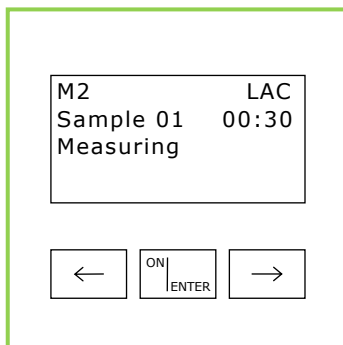 M2 LAC
Sample 01 00:30
Measuring
← ON ENTER →